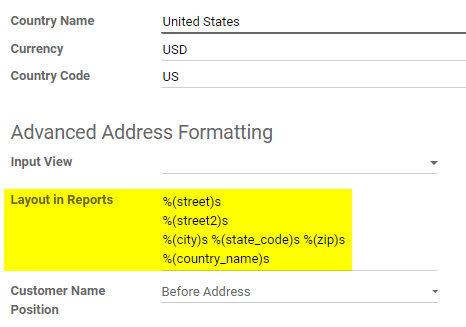 Country Name United States
Currency USD
Country Code US
Advanced Address Formatting
Input View
Layout in Reports %(street)s
%(street2)s
%(city)s %(state_code)s %(zip)s
%(country_name)s
Customer Name Before Address
Position